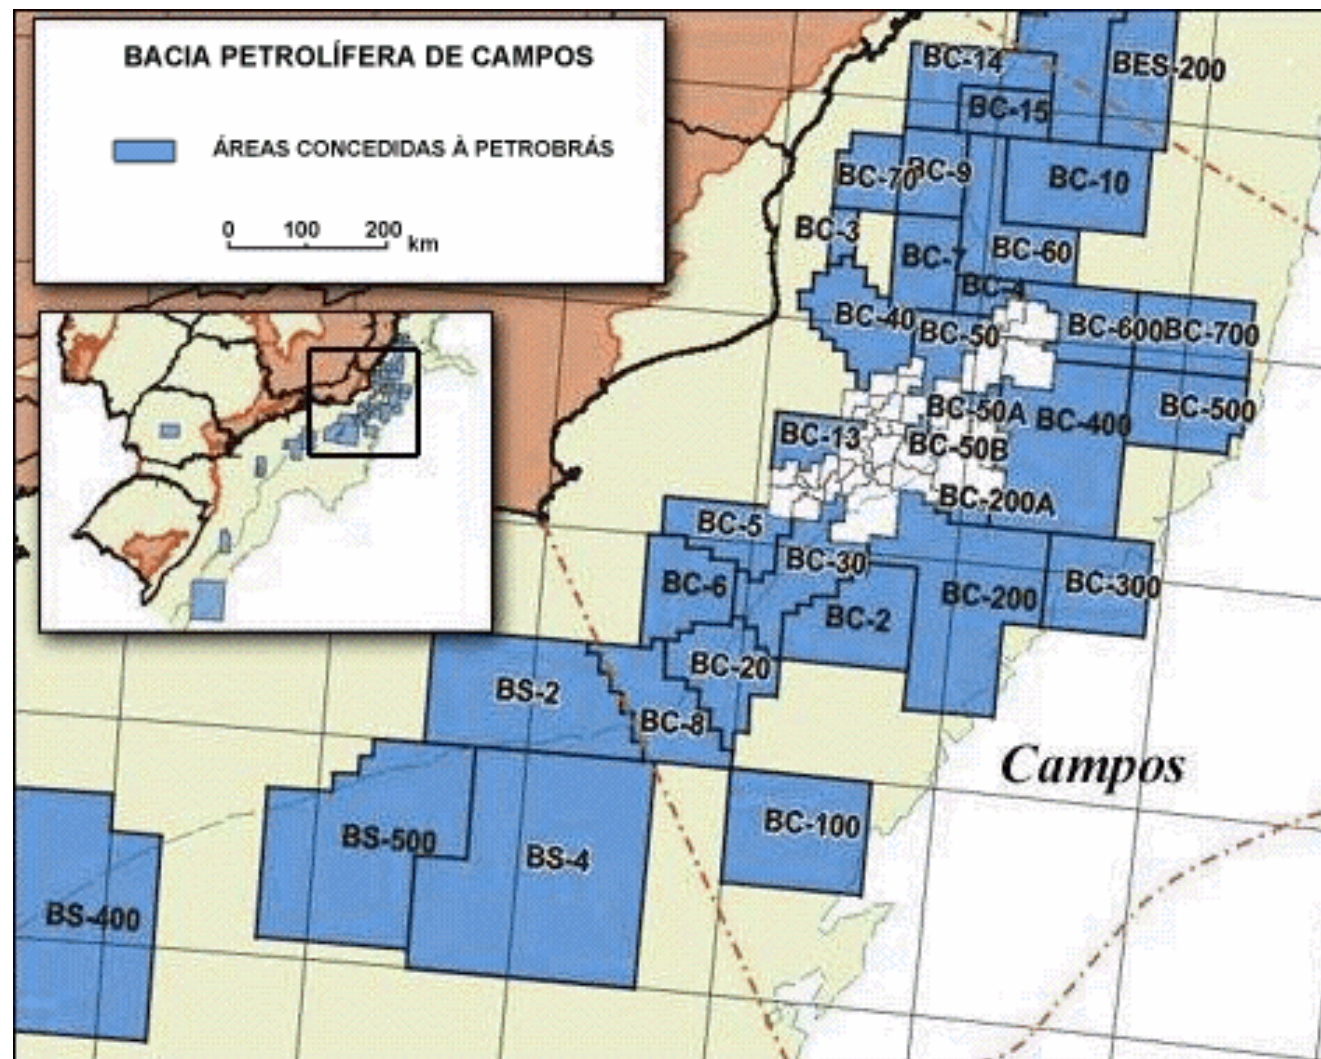 BACIA PETROLÍFERA DE CAMPOS
ÁREAS CONCEDIDAS À PETROBRÁS
0 100 200 km
BC-14
BES-200
BC-15
BC-70
BC-9
BC-10
BC-3
BC-7
BC-60
BC-4
BC-40
BC-50
BC-600
BC-700
BC-50A
BC-400
BC-500
BC-13
BC-50B
BC-200A
BC-5
BC-30
BC-6
BC-200
BC-300
BC-2
BC-20
BS-2
BC-8
Campos
BC-100
BS-500
BS-4
BS-400